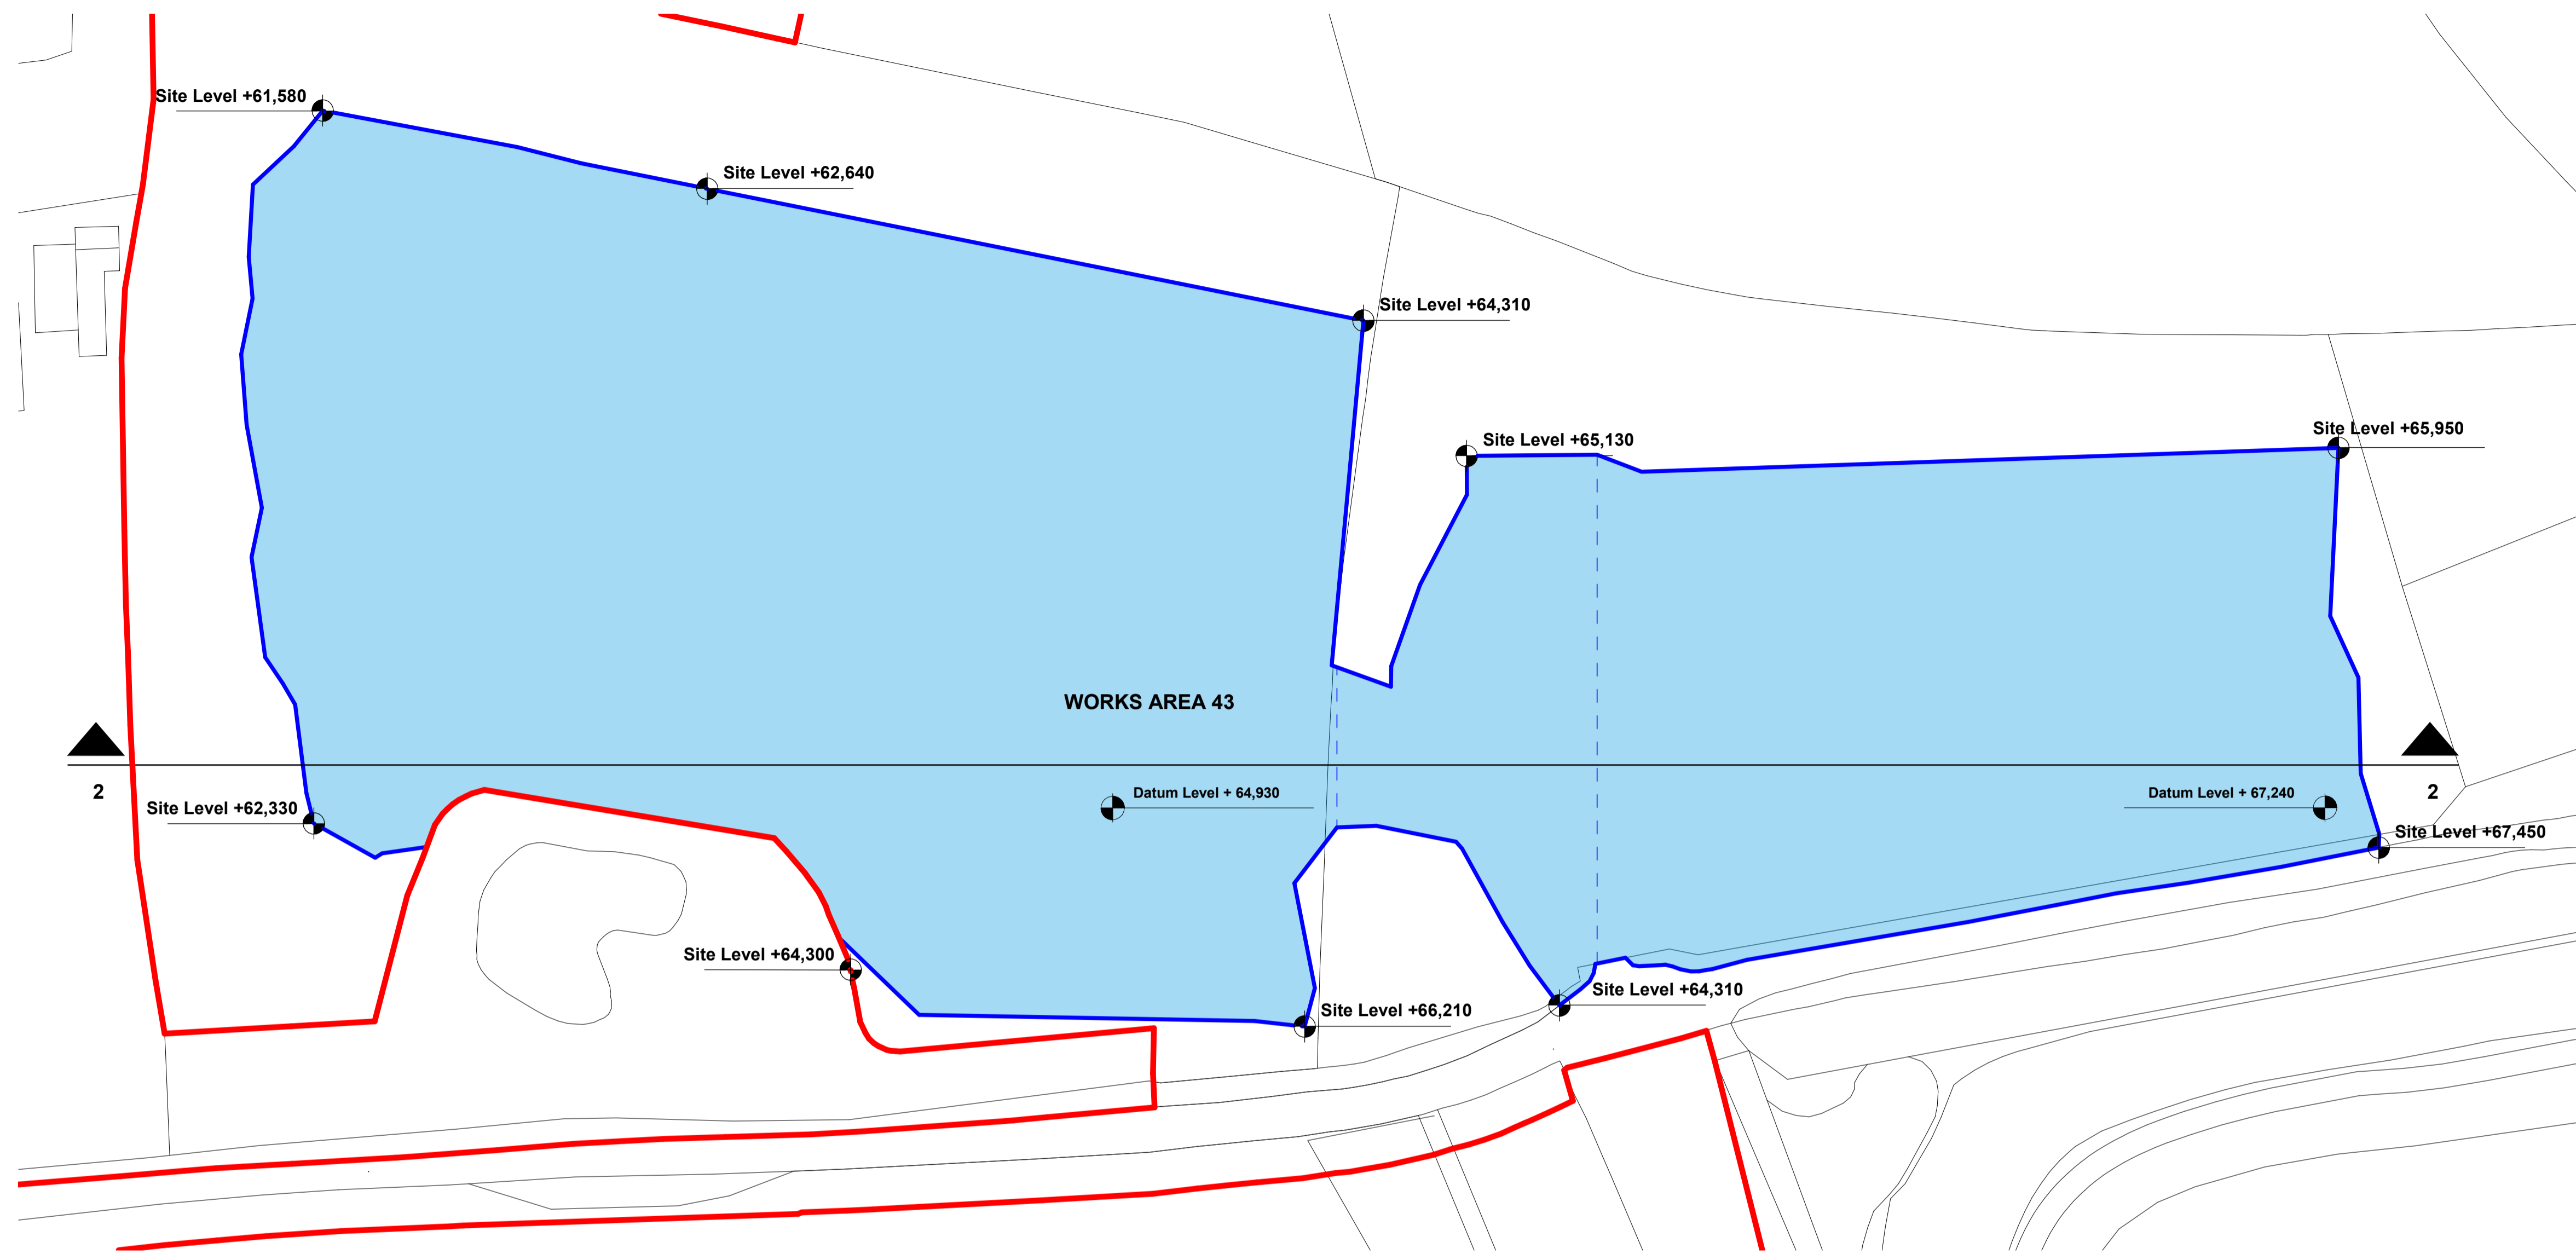 Site Level +61,580
Site Level +62,640
Site Level +64,310
Site Level +65,130
Site Level +65,950
WORKS AREA 43
2
2
Site Level +62,330
Datum Level + 64,930
Datum Level + 67,240
Site Level +67,450
Site Level +64,300
Site Level +64,310
Site Level +66,210